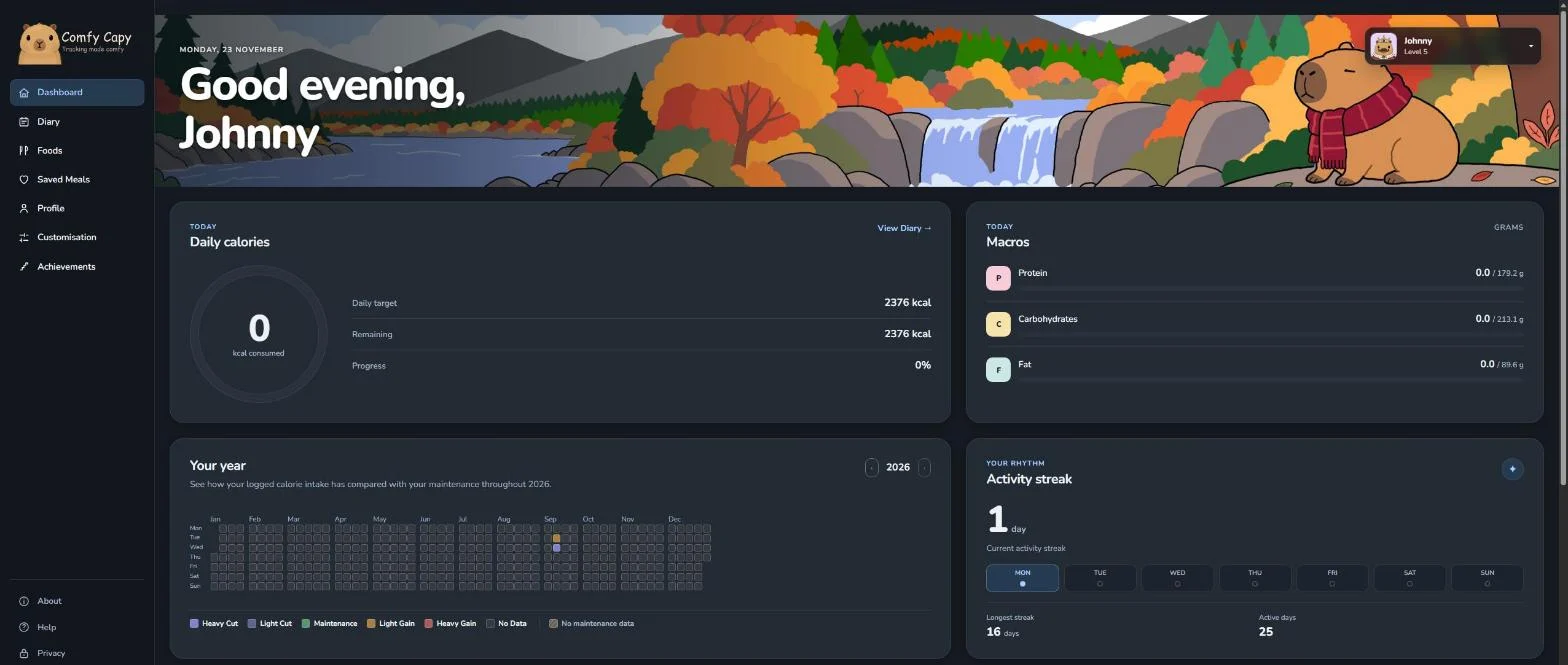 Comfy Capy
Tracking made comfy
Dashboard
Diary
Foods
Saved Meals
Profile
Customisation
Achievements
About
Help
Privacy
MONDAY, 23 NOVEMBER
Good evening,
Johnny
Johnny
Level 5
TODAY
Daily calories
View Diary →
0
kcal consumed
Daily target 2376 kcal
Remaining 2376 kcal
Progress 0%
TODAY
Macros
GRAMS
P Protein 0.0 / 179.2 g
C Carbohydrates 0.0 / 213.1 g
F Fat 0.0 / 89.6 g
Your year
See how your logged calorie intake has compared with your maintenance throughout 2026.
‹ 2026 ›
Jan Feb Mar Apr May Jun Jul Aug Sep Oct Nov Dec
Mon
Tue
Wed
Thu
Fri
Sat
Sun
Heavy Cut Light Cut Maintenance Light Gain Heavy Gain No Data No maintenance data
YOUR RHYTHM
Activity streak
1 day
Current activity streak
MON TUE WED THU FRI SAT SUN
Longest streak
16 days
Active days
25